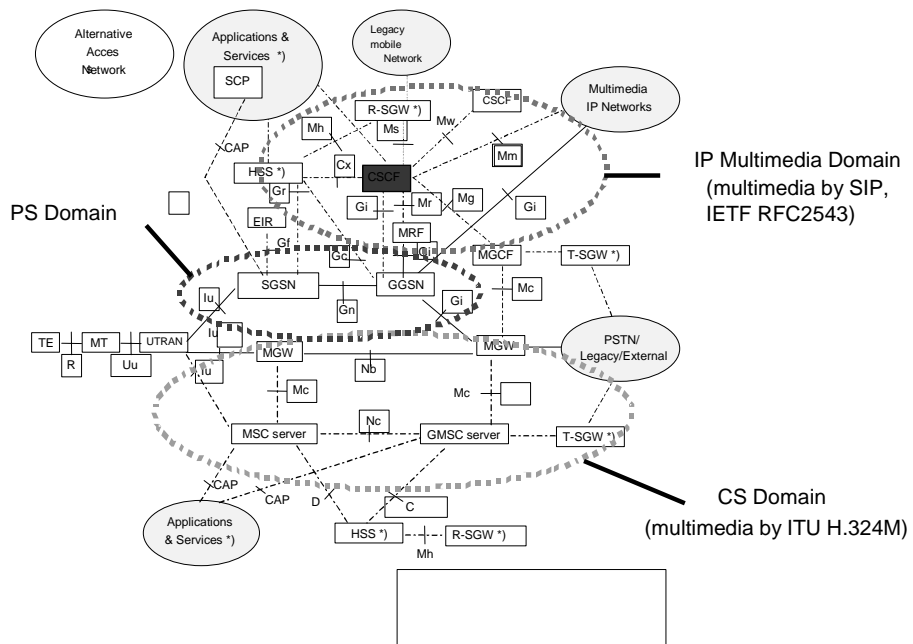 Alternative
Acces
Network
s
Applications &
Services *)
SCP
Legacy
mobile
Network
Multimedia
IP Networks
R-SGW *)
CSCF
Mh
Ms
Mw
CAP
Mm
IP Multimedia Domain
(multimedia by SIP,
IETF RFC2543)
HSS *)
Cx
CSCF
PS Domain
Gr
Gi
Mr
Mg
Gi
EIR
MRF
Gf
Gc
Gi
MGCF
T-SGW *)
SGSN
GGSN
Mc
Iu
Gn
Gi
TE
MT
UTRAN
Iu
MGW
MGW
PSTN/
Legacy/External
R
Uu
Iu
Nb
Mc
Mc
Nc
MSC server
GMSC server
T-SGW *)
CAP
CAP
D
C
CS Domain
(multimedia by ITU H.324M)
Applications
& Services *)
HSS *)
R-SGW *)
Mh